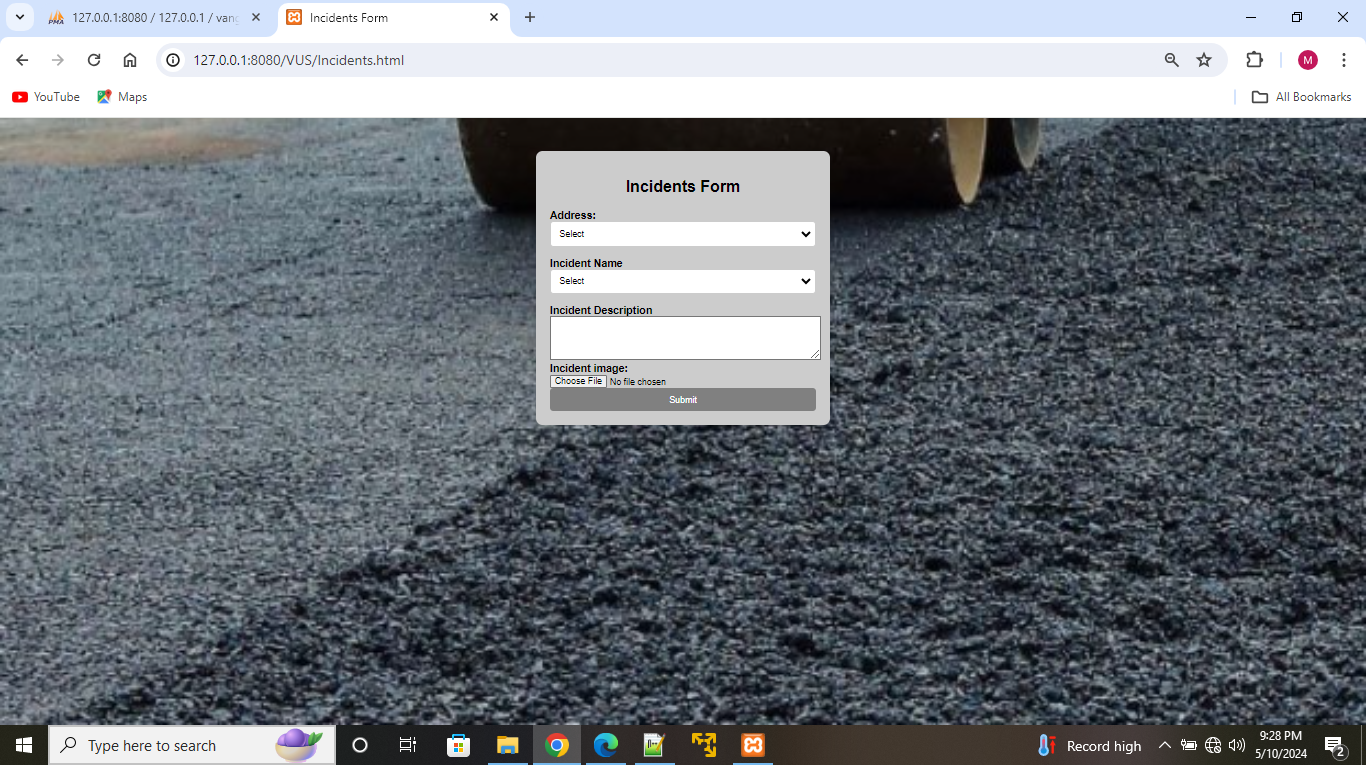 127.0.0.1:8080 / 127.0.0.1 / vang
Incidents Form
127.0.0.1:8080/VUS/Incidents.html
M
YouTube
Maps
All Bookmarks
Incidents Form
Address:
Select
Incident Name
Select
Incident Description
Incident image:
Choose File No file chosen
Submit
Type here to search
Record high
9:28 PM
5/10/2024
2